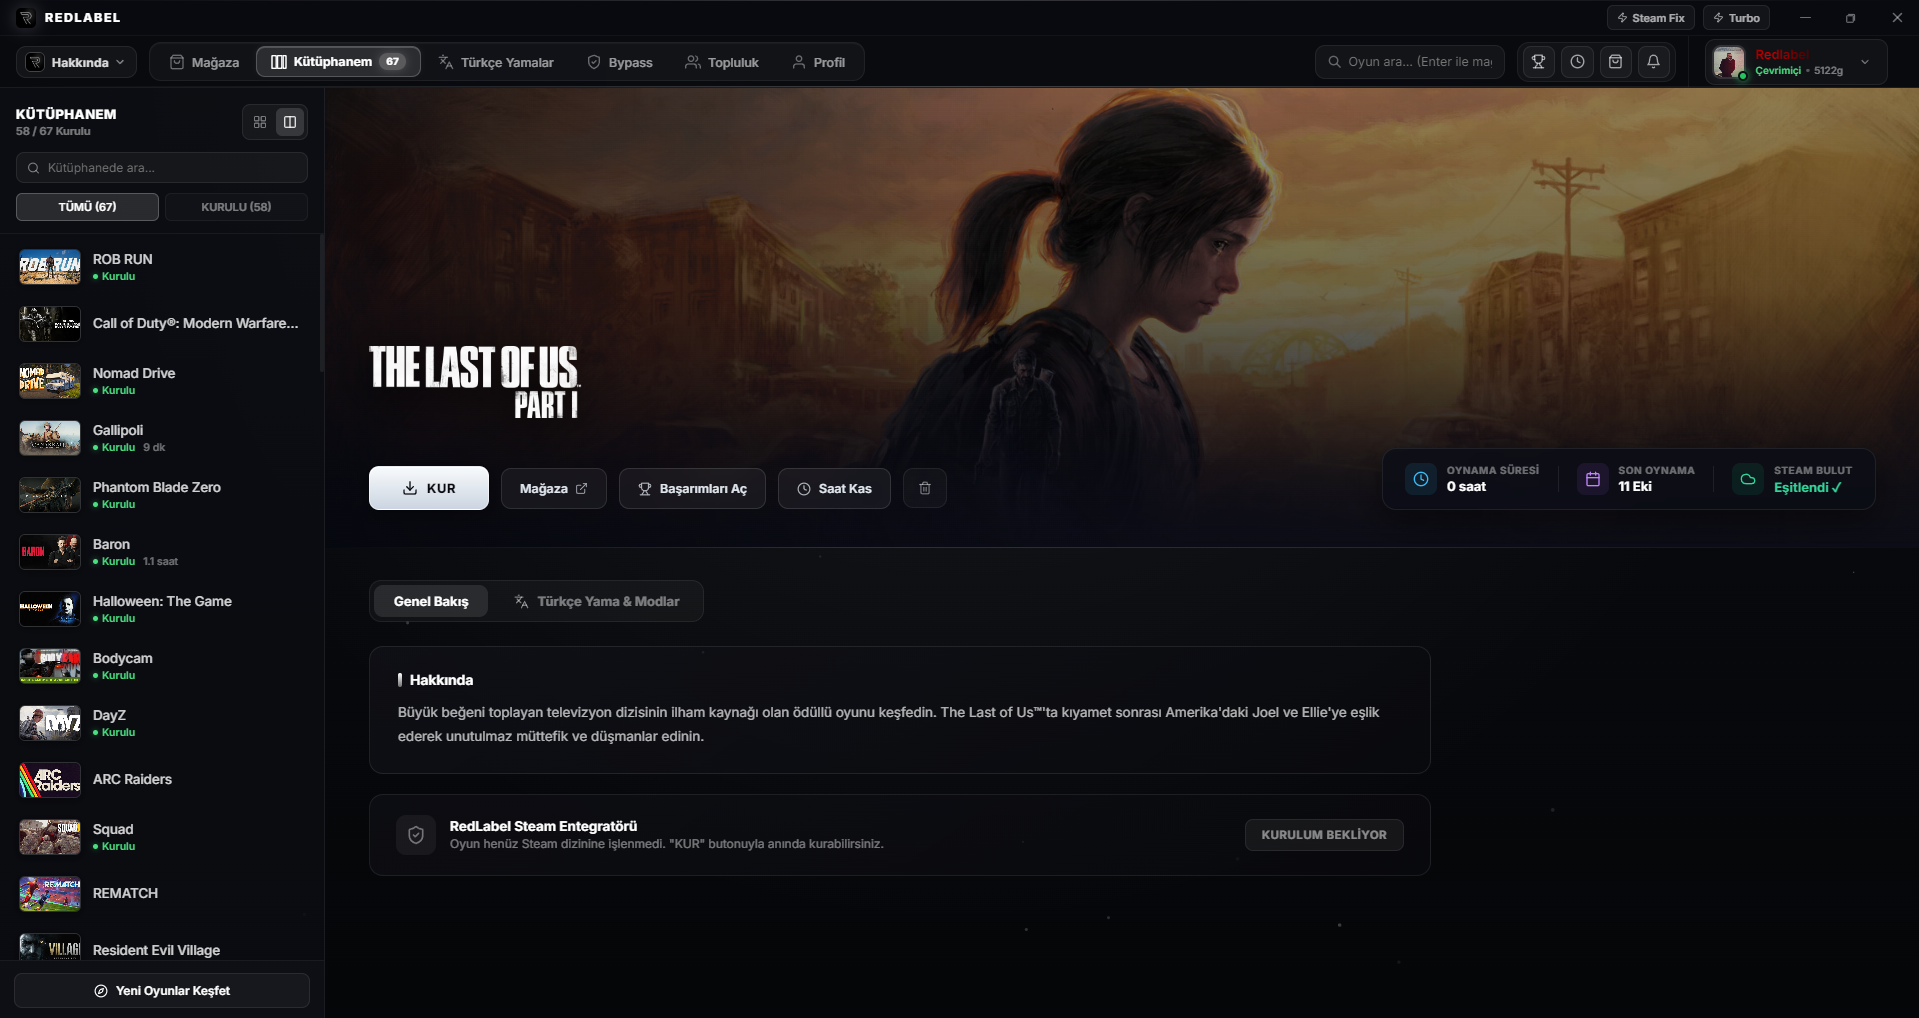 REDLABEL
Steam Fix
Turbo
Hakkında
Mağaza
Kütüphanem 67
Türkçe Yamalar
Bypass
Topluluk
Profil
Oyun ara... (Enter ile mağ
Redlabel
Çevrimiçi • 5122g
KÜTÜPHANEM
58 / 67 Kurulu
Kütüphanede ara...
TÜMÜ (67)
KURULU (58)
ROB RUN
Kurulu
Call of Duty®: Modern Warfare...
Nomad Drive
Kurulu
Gallipoli
Kurulu 9 dk
Phantom Blade Zero
Kurulu
Baron
Kurulu 1.1 saat
Halloween: The Game
Kurulu
Bodycam
Kurulu
DayZ
Kurulu
ARC Raiders
Squad
Kurulu
REMATCH
Resident Evil Village
Yeni Oyunlar Keşfet
THE LAST OF US
PART I
KUR
Mağaza
Başarımları Aç
Saat Kas
OYNAMA SÜRESİ
0 saat
SON OYNAMA
11 Eki
STEAM BULUT
Eşitlendi ✓
Genel Bakış
Türkçe Yama & Modlar
Hakkında
Büyük beğeni toplayan televizyon dizisinin ilham kaynağı olan ödüllü oyunu keşfedin. The Last of Us™'ta kıyamet sonrası Amerika'daki Joel ve Ellie'ye eşlik
ederek unutulmaz müttefik ve düşmanlar edinin.
RedLabel Steam Entegratörü
Oyun henüz Steam dizinine işlenmedi. "KUR" butonuyla anında kurabilirsiniz.
KURULUM BEKLİYOR